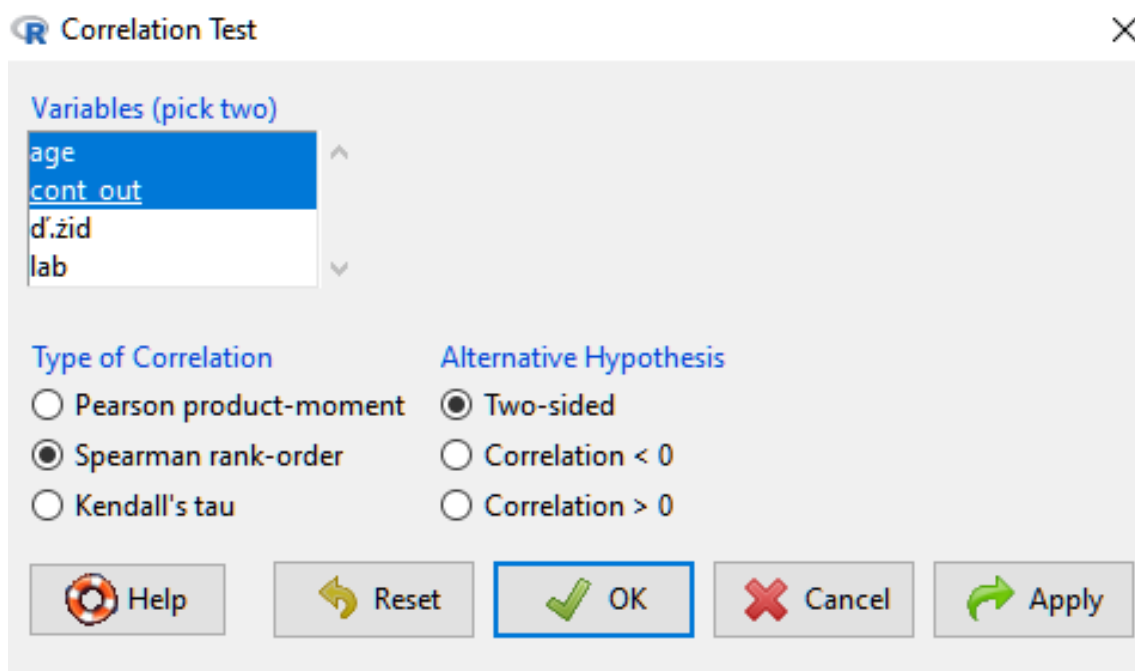 Correlation Test
Variables (pick two)
age
cont_out
ď.żid
lab
Type of Correlation
Pearson product-moment
Spearman rank-order
Kendall's tau
Alternative Hypothesis
Two-sided
Correlation < 0
Correlation > 0
Help
Reset
OK
Cancel
Apply